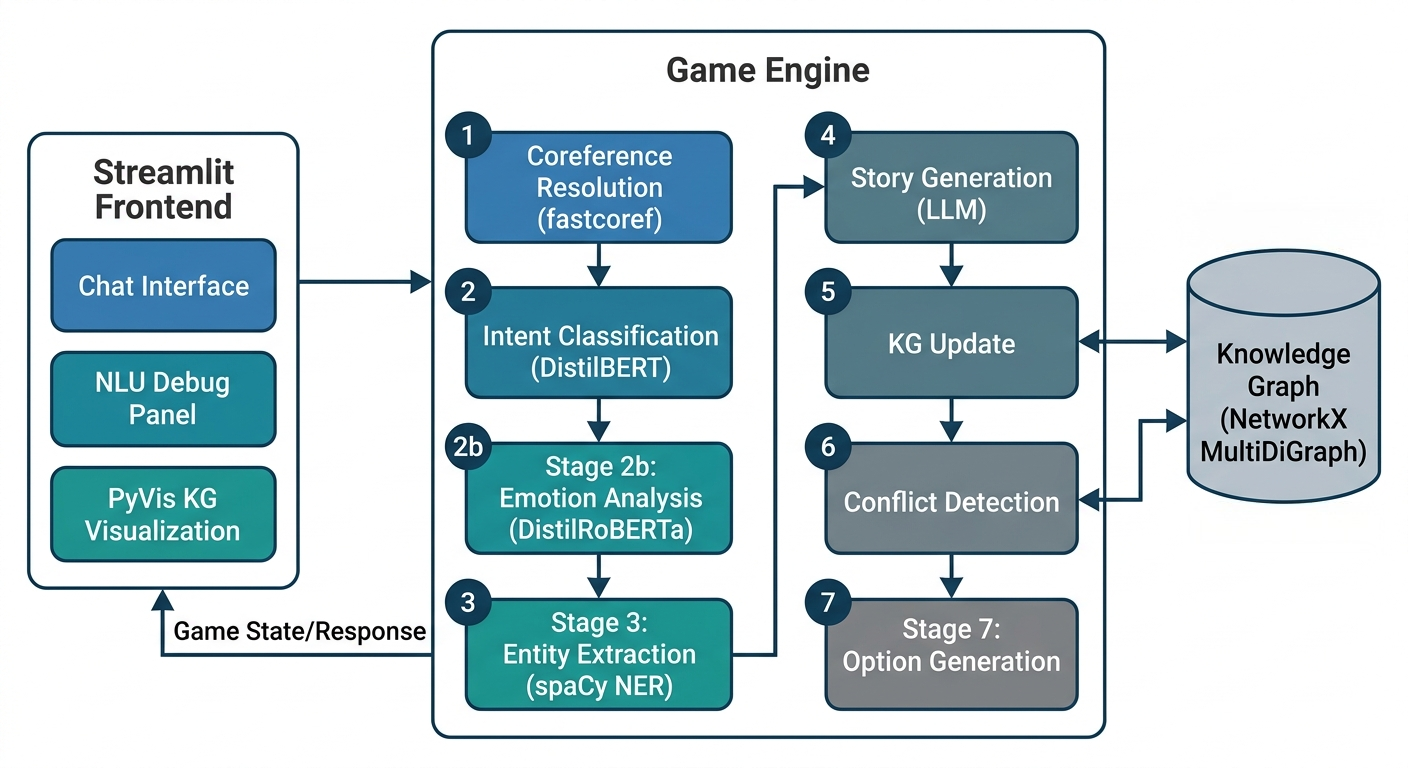 Streamlit
Frontend
Chat Interface
NLU Debug
Panel
PyVis KG
Visualization
Game State/Response
Game Engine
1
Coreference
Resolution
(fastcoref)
2
Intent Classification
(DistilBERT)
2b
Stage 2b:
Emotion Analysis
(DistilRoBERTa)
3
Stage 3:
Entity Extraction
(spaCy NER)
4
Story Generation
(LLM)
5
KG Update
6
Conflict Detection
7
Stage 7:
Option Generation
Knowledge
Graph
(NetworkX
MultiDiGraph)